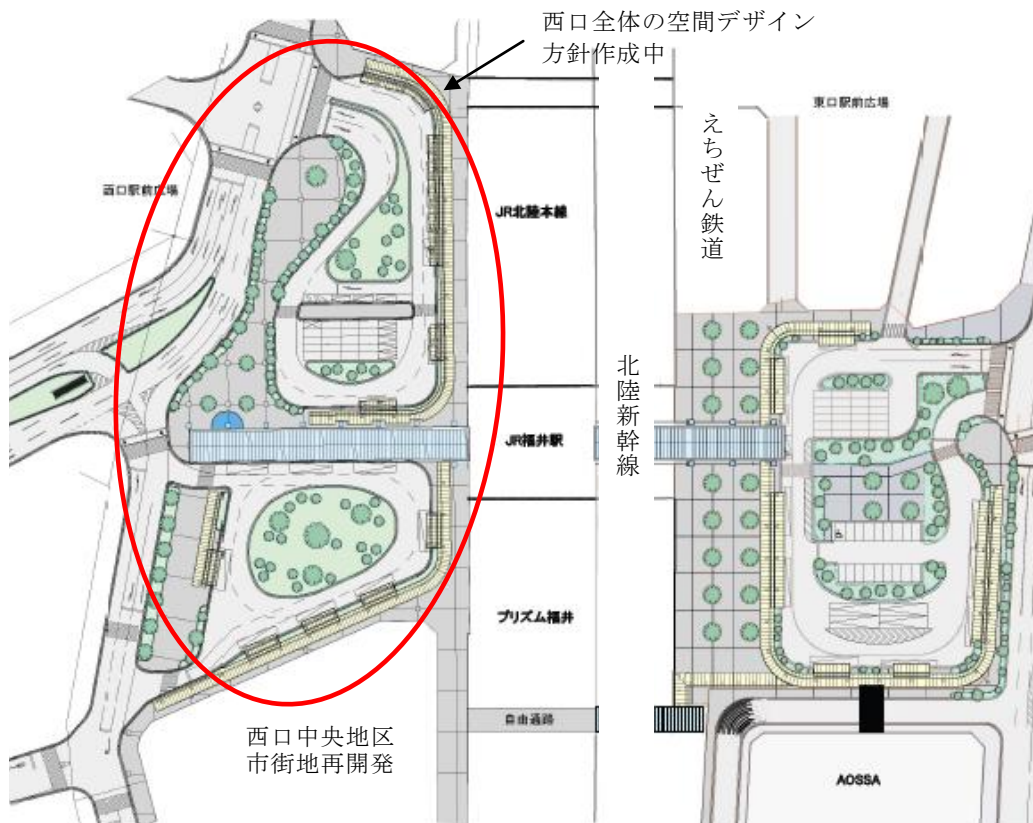 西口全体の空間デザイン
方針作成中
東口駅前広場
えちぜん鉄道
西口駅前広場
JR北陸本線
北陸新幹線
JR福井駅
プリズム福井
自由通路
西口中央地区
市街地再開発
AOSSA